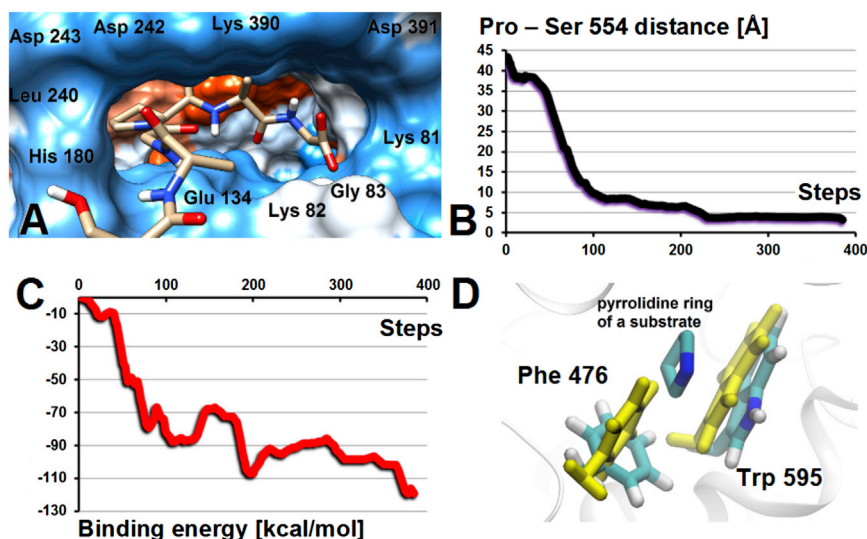 Asp 243
Asp 242
Lys 390
Asp 391
Leu 240
Lys 81
His 180
Glu 134
Gly 83
Lys 82
A
Pro – Ser 554 distance [Å]
45
40
35
30
25
20
15
10
5
0
Steps
0 100 200 300 400
B
C
0 100 200 300 400
Steps
-10
-30
-50
-70
-90
-110
-130
Binding energy [kcal/mol]
D
pyrrolidine ring
of a substrate
Phe 476
Trp 595